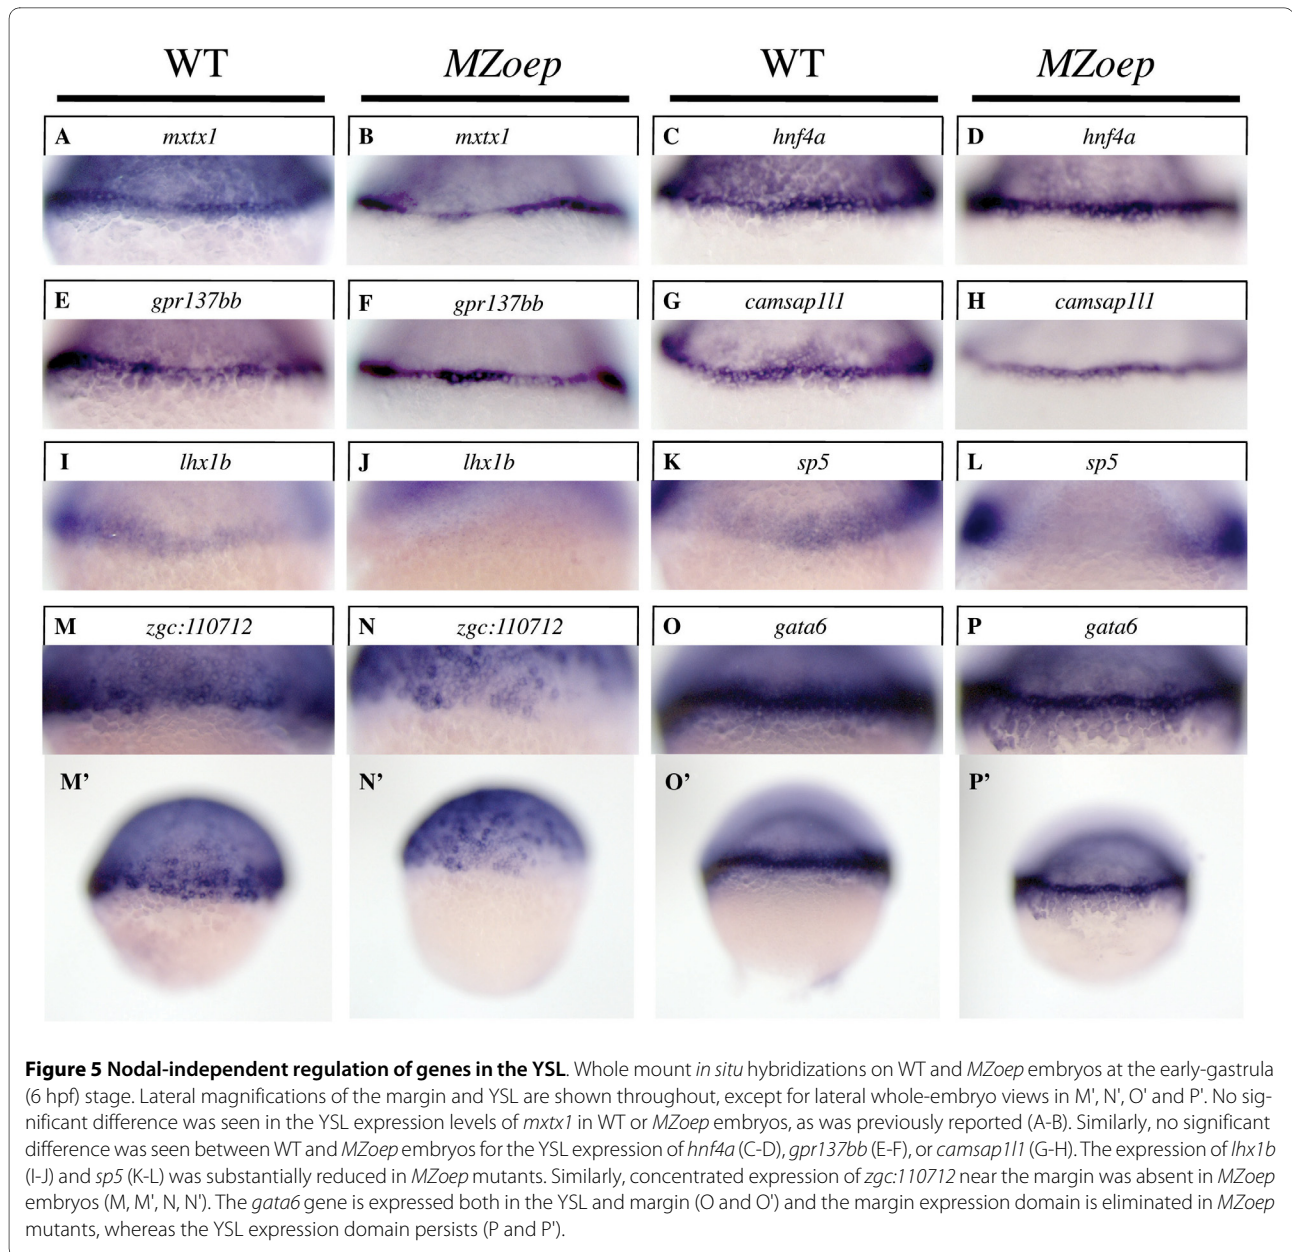 WT MZoep WT MZoep
A mxtx1 B mxtx1 C hnf4a D hnf4a
E gpr137bb F gpr137bb G camsap1l1 H camsap1l1
I lhx1b J lhx1b K sp5 L sp5
M zgc:110712 N zgc:110712 O gata6 P gata6
M’ N’ O’ P’
Figure 5 Nodal-independent regulation of genes in the YSL. Whole mount in situ hybridizations on WT and MZoep embryos at the early-gastrula
(6 hpf) stage. Lateral magnifications of the margin and YSL are shown throughout, except for lateral whole-embryo views in M', N', O' and P'. No sig-
nificant difference was seen in the YSL expression levels of mxtx1 in WT or MZoep embryos, as was previously reported (A-B). Similarly, no significant
difference was seen between WT and MZoep embryos for the YSL expression of hnf4a (C-D), gpr137bb (E-F), or camsap1l1 (G-H). The expression of lhx1b
(I-J) and sp5 (K-L) was substantially reduced in MZoep mutants. Similarly, concentrated expression of zgc:110712 near the margin was absent in MZoep
embryos (M, M', N, N'). The gata6 gene is expressed both in the YSL and margin (O and O') and the margin expression domain is eliminated in MZoep
mutants, whereas the YSL expression domain persists (P and P').